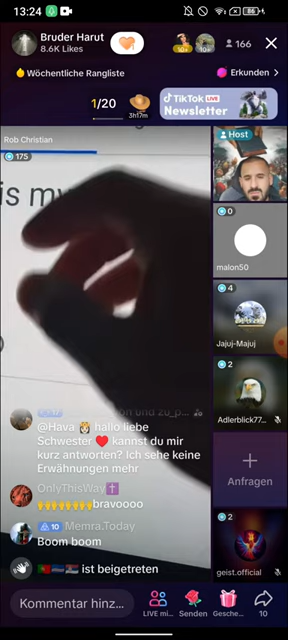 13:24
86
Bruder Harut
8.6K Likes
10+
10+
166
Wöchentliche Rangliste
Erkunden >
1/20
3h17m
TikTok LIVE
Newsletter
Rob Christian
175
is my
Host
0
malon50
4
Jajuj-Majuj
2
Adlerblick77...
+
Anfragen
2
geist.official
@Hava 👸 hallo liebe
Schwester ♥️ kannst du mir
kurz antworten? Ich sehe keine
Erwähnungen mehr
OnlyThisWay✝️
🙌🙌🙌🙌bravoooo
10 Memra.Today
Boom boom
🇵🇹🇳🇱🇷🇸 ist beigetreten
Kommentar hinz...
LIVE mi...
Senden
Gesche...
10